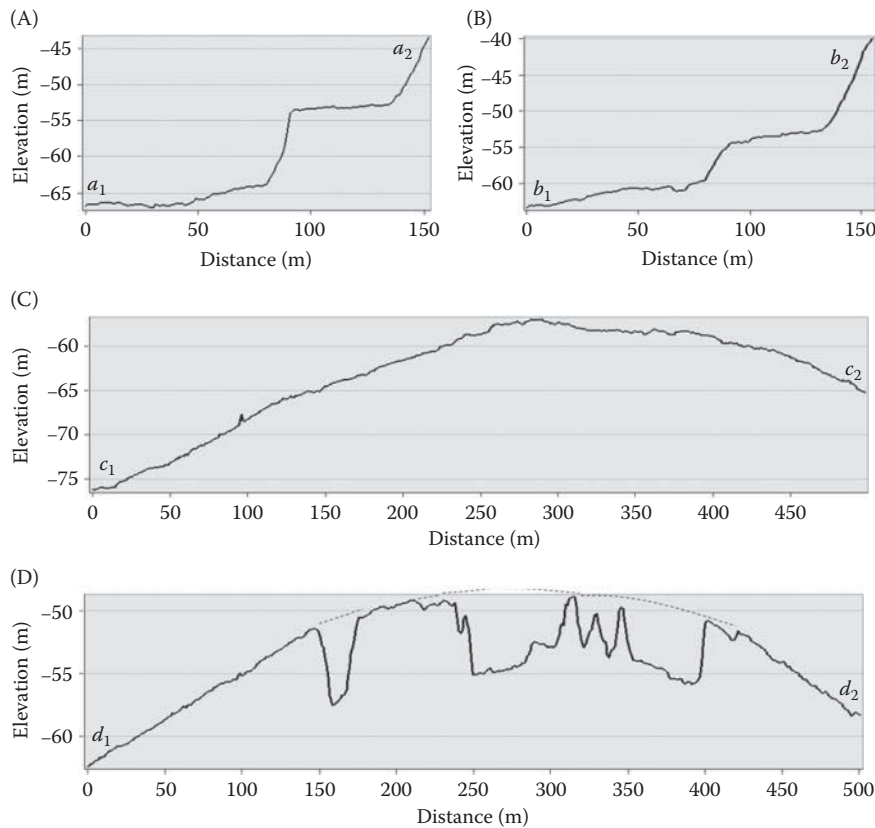 (A)
Elevation (m)
−45
−50
−55
−60
−65
a1
a2
0
50
100
150
Distance (m)
(B)
Elevation (m)
−40
−45
−50
−55
−60
b1
b2
0
50
100
150
Distance (m)
(C)
Elevation (m)
−60
−65
−70
−75
c1
c2
0
50
100
150
200
250
300
350
400
450
Distance (m)
(D)
Elevation (m)
−50
−55
−60
d1
d2
0
50
100
150
200
250
300
350
400
450
500
Distance (m)